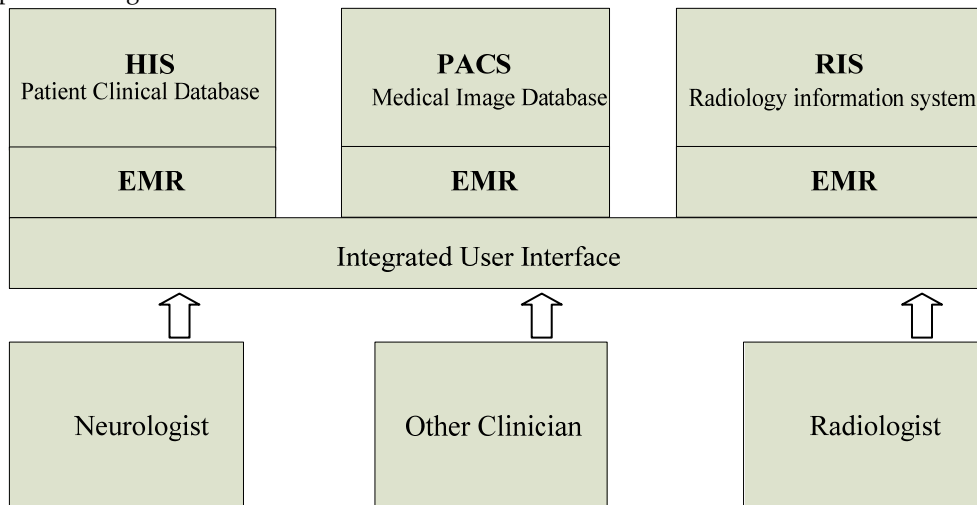 HIS
Patient Clinical Database
PACS
Medical Image Database
RIS
Radiology information system
EMR
EMR
EMR
Integrated User Interface
Neurologist
Other Clinician
Radiologist